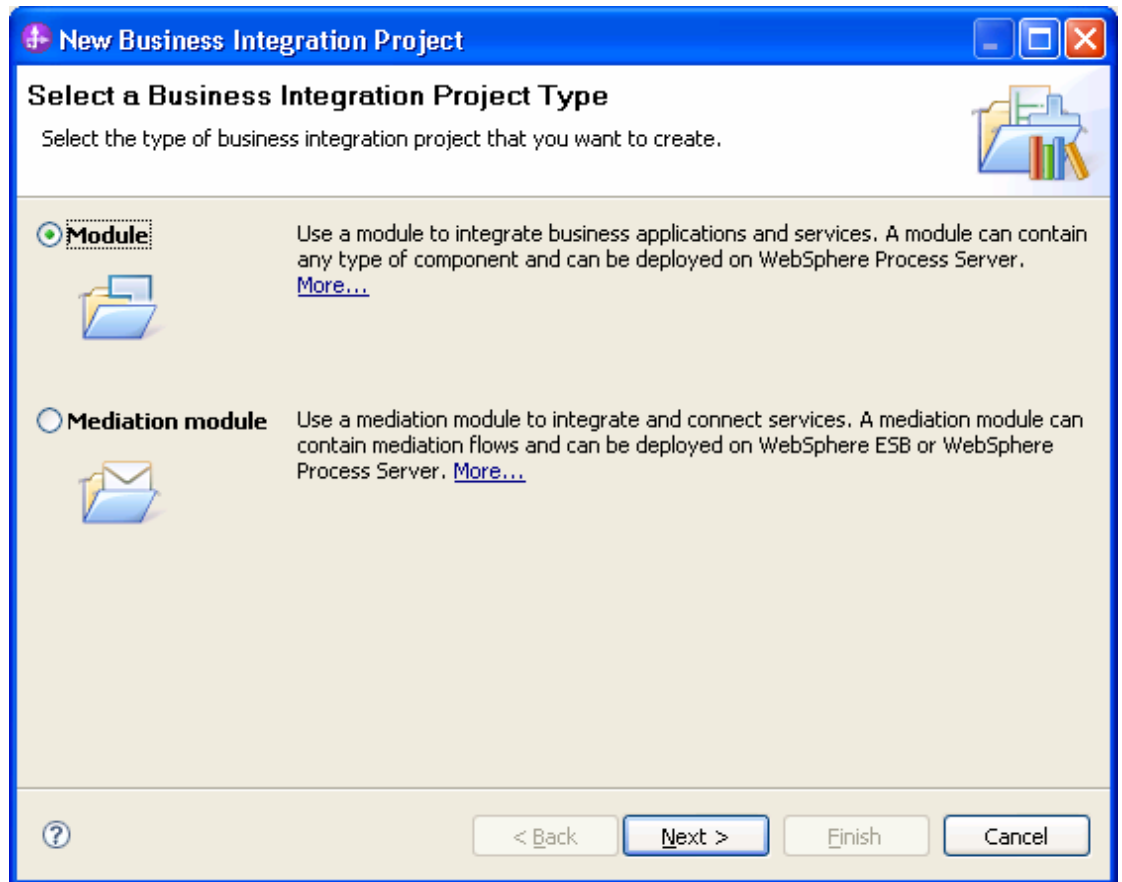 New Business Integration Project
Select a Business Integration Project Type
Select the type of business integration project that you want to create.
Module
Use a module to integrate business applications and services. A module can contain
any type of component and can be deployed on WebSphere Process Server.
More...
Mediation module
Use a mediation module to integrate and connect services. A mediation module can
contain mediation flows and can be deployed on WebSphere ESB or WebSphere
Process Server. More...
? < Back Next > Finish Cancel